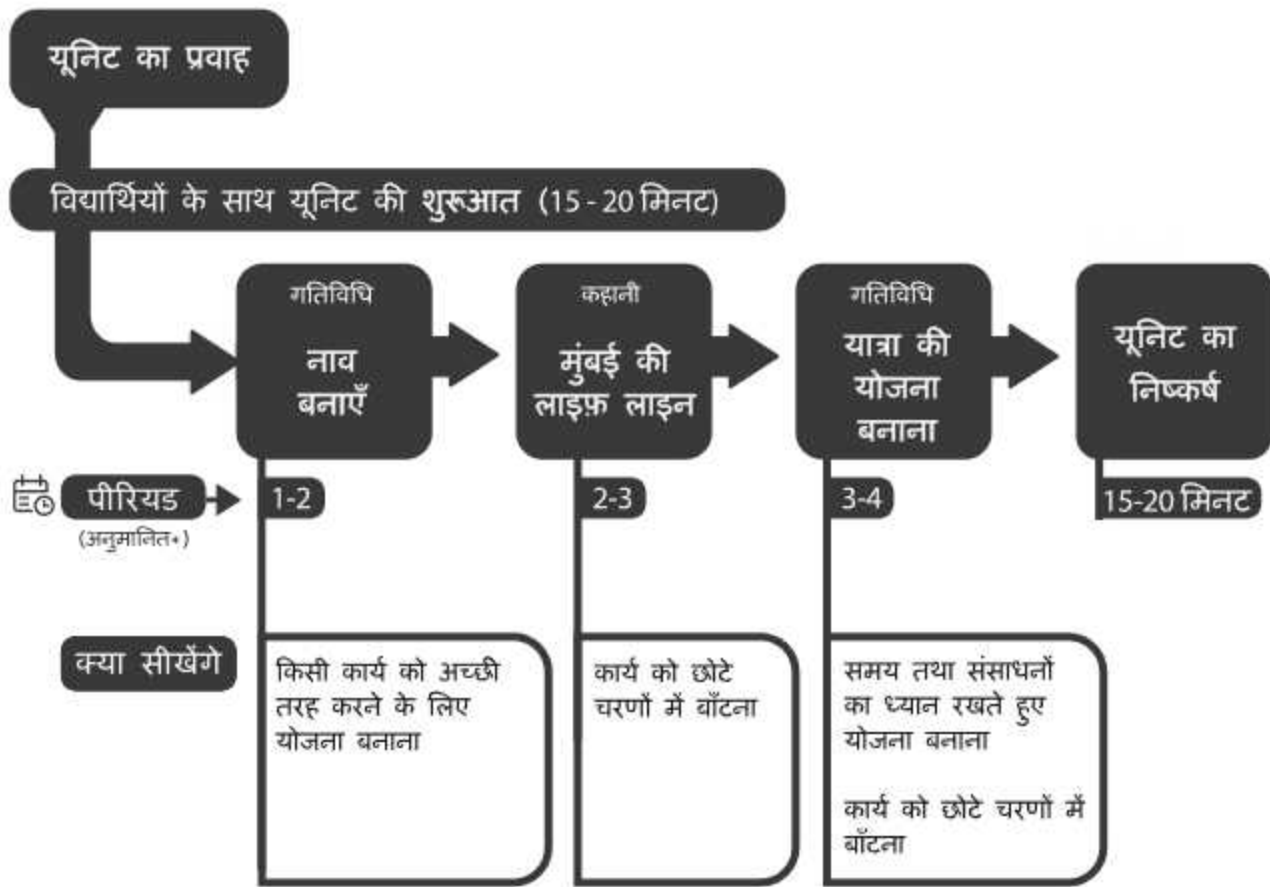 यूनिट का प्रवाह
विद्यार्थियों के साथ यूनिट की शुरूआत (15 - 20 मिनट)
गतिविधि
नाव
बनाएँ
कहानी
मुंबई की
लाइफ़ लाइन
गतिविधि
यात्रा की
योजना
बनाना
यूनिट का
निष्कर्ष
पीरियड
(अनुमानित*)
1-2
2-3
3-4
15-20 मिनट
क्या सीखेंगे
किसी कार्य को अच्छी
तरह करने के लिए
योजना बनाना
कार्य को छोटे
चरणों में बाँटना
समय तथा संसाधनों
का ध्यान रखते हुए
योजना बनाना
कार्य को छोटे चरणों में
बाँटना